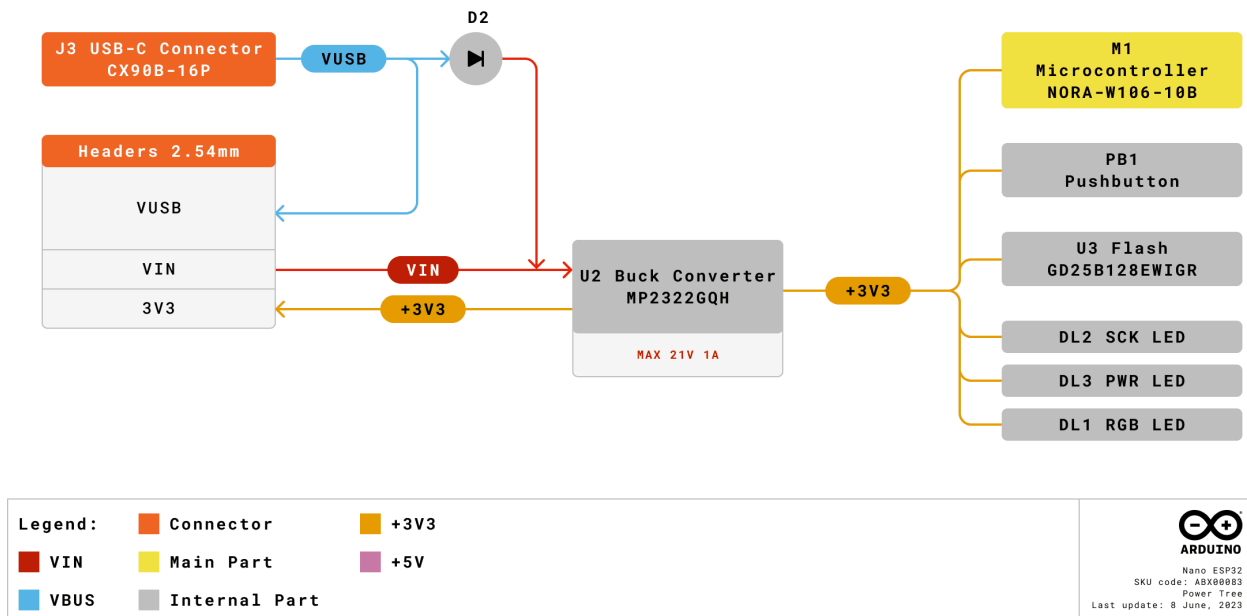 D2
J3 USB-C Connector
CX90B-16P
VUSB
Headers 2.54mm
VUSB
VIN
3V3
VIN
+3V3
U2 Buck Converter
MP2322GQH
MAX 21V 1A
+3V3
M1
Microcontroller
NORA-W106-10B
PB1
Pushbutton
U3 Flash
GD25B128EWIGR
DL2 SCK LED
DL3 PWR LED
DL1 RGB LED
Legend:
Connector
+3V3
VIN
Main Part
+5V
VBUS
Internal Part
ARDUINO
Nano ESP32
SKU code: ABX00083
Power Tree
Last update: 8 June, 2023